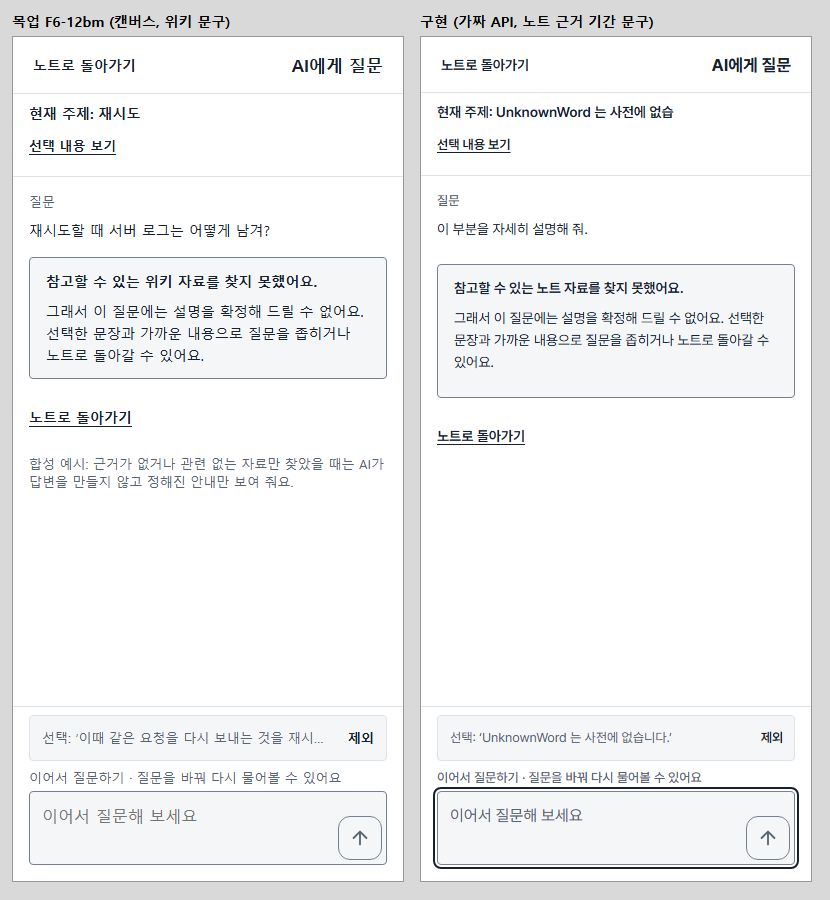 목업 F6-12bm (캔버스, 위키 문구)
노트로 돌아가기
AI에게 질문
현재 주제: 재시도
선택 내용 보기
질문
재시도할 때 서버 로그는 어떻게 남겨?
참고할 수 있는 위키 자료를 찾지 못했어요.
그래서 이 질문에는 설명을 확정해 드릴 수 없어요.
선택한 문장과 가까운 내용으로 질문을 좁히거나
노트로 돌아갈 수 있어요.
노트로 돌아가기
합성 예시: 근거가 없거나 관련 없는 자료만 찾았을 때는 AI가
답변을 만들지 않고 정해진 안내만 보여 줘요.
선택: ‘이때 같은 요청을 다시 보내는 것을 재시...
제외
이어서 질문하기 · 질문을 바꿔 다시 물어볼 수 있어요
이어서 질문해 보세요
구현 (가짜 API, 노트 근거 기간 문구)
노트로 돌아가기
AI에게 질문
현재 주제: UnknownWord 는 사전에 없습
선택 내용 보기
질문
이 부분을 자세히 설명해 줘.
참고할 수 있는 노트 자료를 찾지 못했어요.
그래서 이 질문에는 설명을 확정해 드릴 수 없어요. 선택한
문장과 가까운 내용으로 질문을 좁히거나 노트로 돌아갈 수
있어요.
노트로 돌아가기
선택: ‘UnknownWord 는 사전에 없습니다.’
제외
이어서 질문하기 · 질문을 바꿔 다시 물어볼 수 있어요
이어서 질문해 보세요